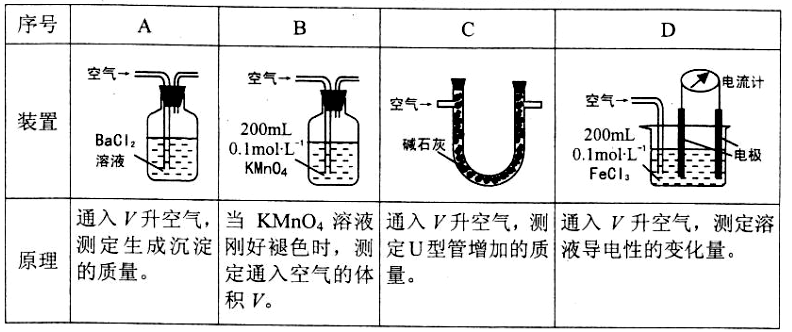 序号 A B C D
装置
空气→
BaCl₂
溶液
空气→
200mL
0.1mol·L⁻¹
KMnO₄
空气→
碱石灰
电流计
空气→
200mL
0.1mol·L⁻¹
FeCl₃
电极
原理
通入 V 升空气,
测定生成沉淀
的质量。
当 KMnO₄ 溶液
刚好褪色时，测
定通入空气的体
积 V。
通入 V 升空气，测
定U型管增加的质
量。
通入 V 升空气，测定溶
液导电性的变化量。